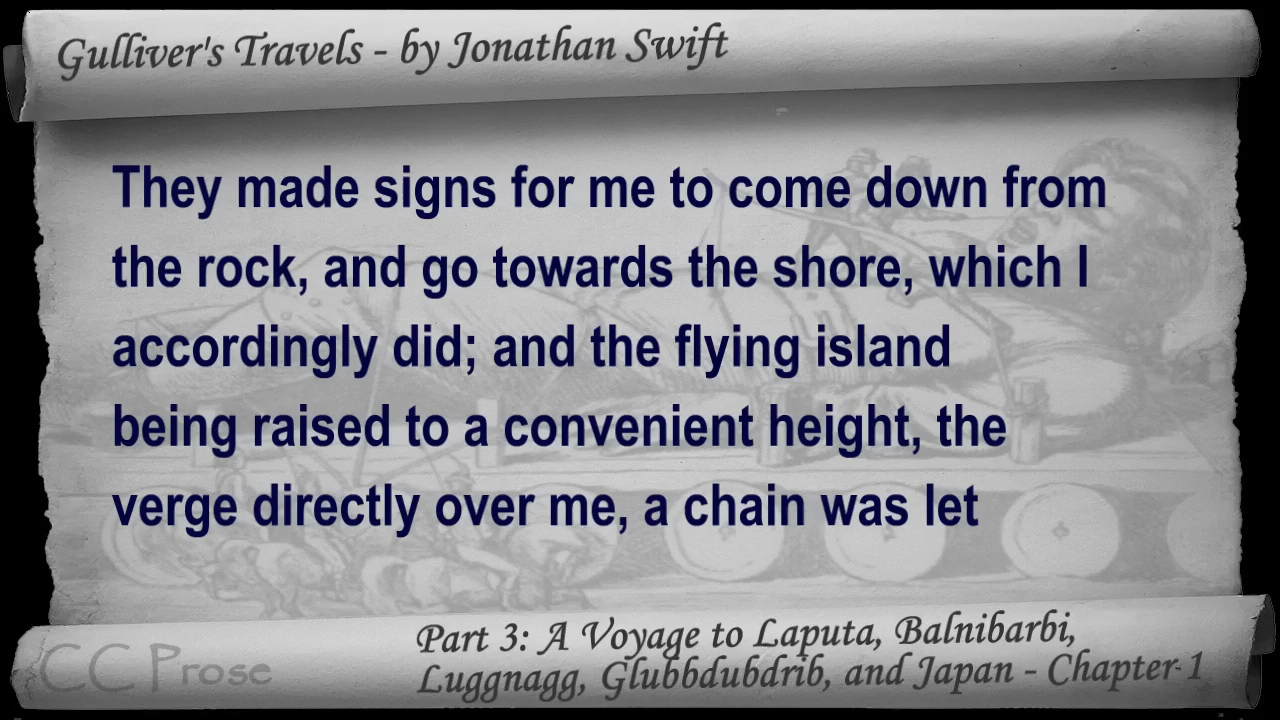 Gulliver's Travels - by Jonathan Swift
They made signs for me to come down from
the rock, and go towards the shore, which I
accordingly did; and the flying island
being raised to a convenient height, the
verge directly over me, a chain was let
Part 3: A Voyage to Laputa, Balnibarbi,
Luggnagg, Glubbdubdrib, and Japan - Chapter 1
CC Prose